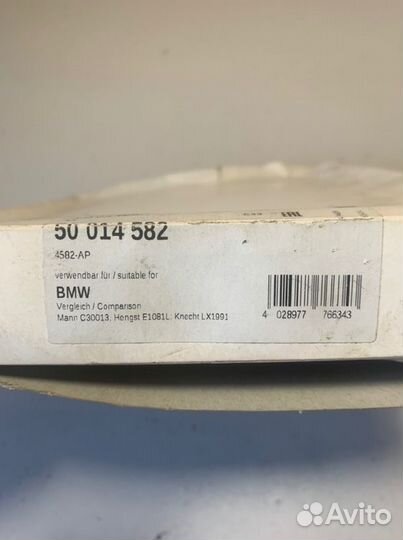 50 014 582
4582-AP
verwendbar für / suitable for
BMW
Vergleich / Comparison
Mann C30013, Hengst E1081L; Knecht LX1991
4 028977 766343
Avito